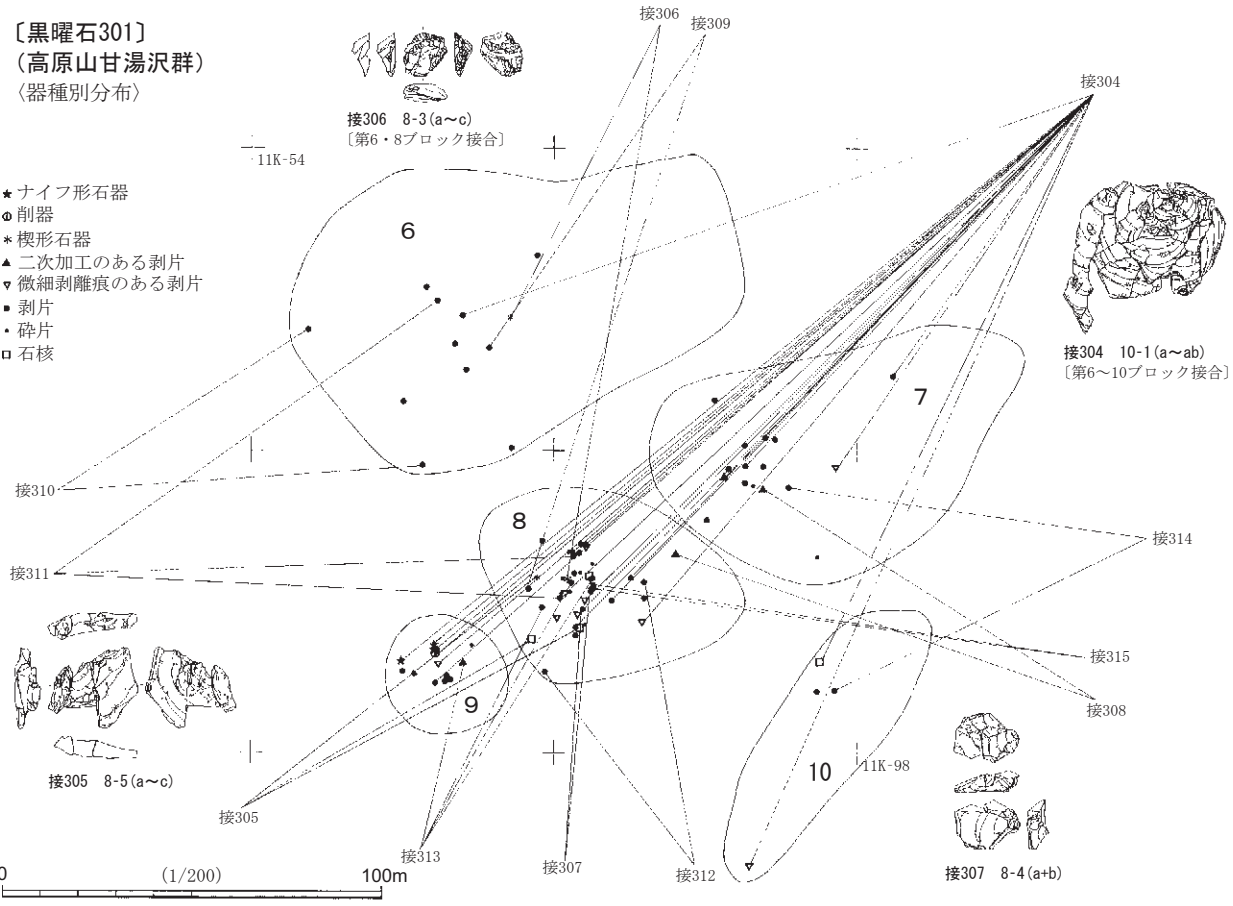 〔黒曜石301〕
(高原山甘湯沢群)
〈器種別分布〉
接306
接309
接304
接306 8-3(a～c)
〔第6・8ブロック接合〕
11K-54
★ ナイフ形石器
削器
* 楔形石器
▲ 二次加工のある剥片
▽ 微細剥離痕のある剥片
● 剥片
・ 砕片
□ 石核
6
接304 10-1(a～ab)
〔第6～10ブロック接合〕
7
接310
8
接314
接311
接315
9
接308
10
11K-98
接305 8-5(a～c)
接305
接313
接307
接312
接307 8-4(a+b)
0 (1/200) 100m